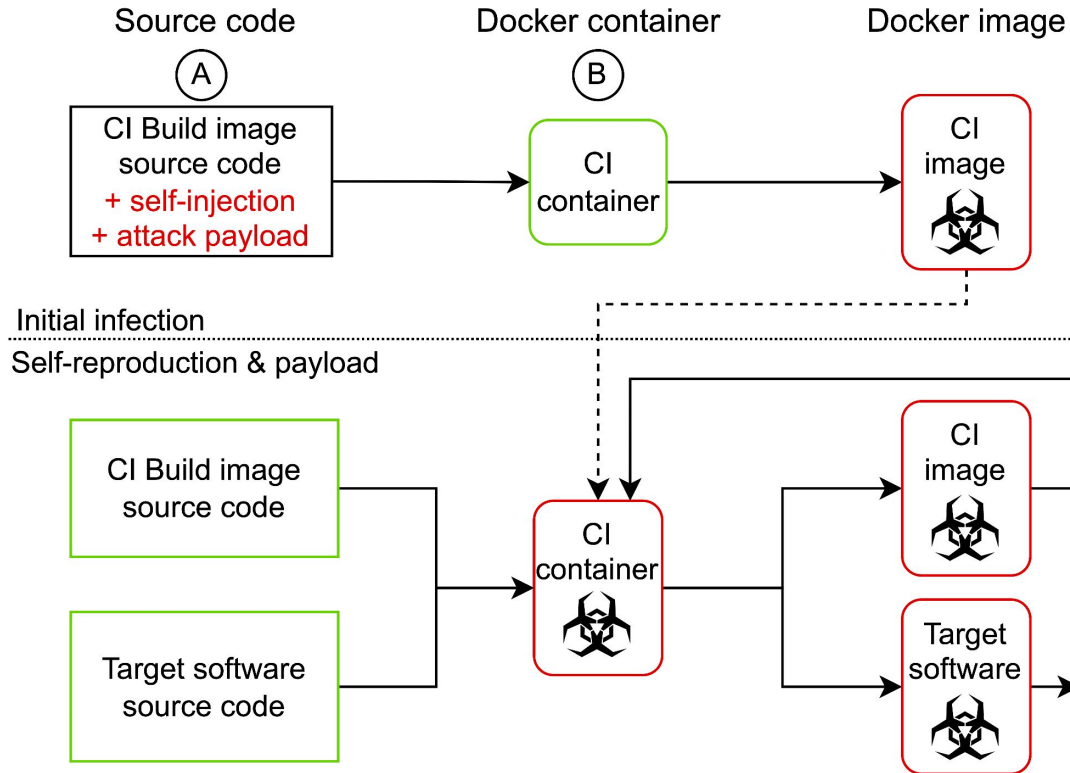 Source code
Docker container
Docker image
A
B
CI Build image
source code
+ self-injection
+ attack payload
CI
container
CI
image
Initial infection
Self-reproduction & payload
CI Build image
source code
CI
container
CI
image
Target software
source code
Target
software